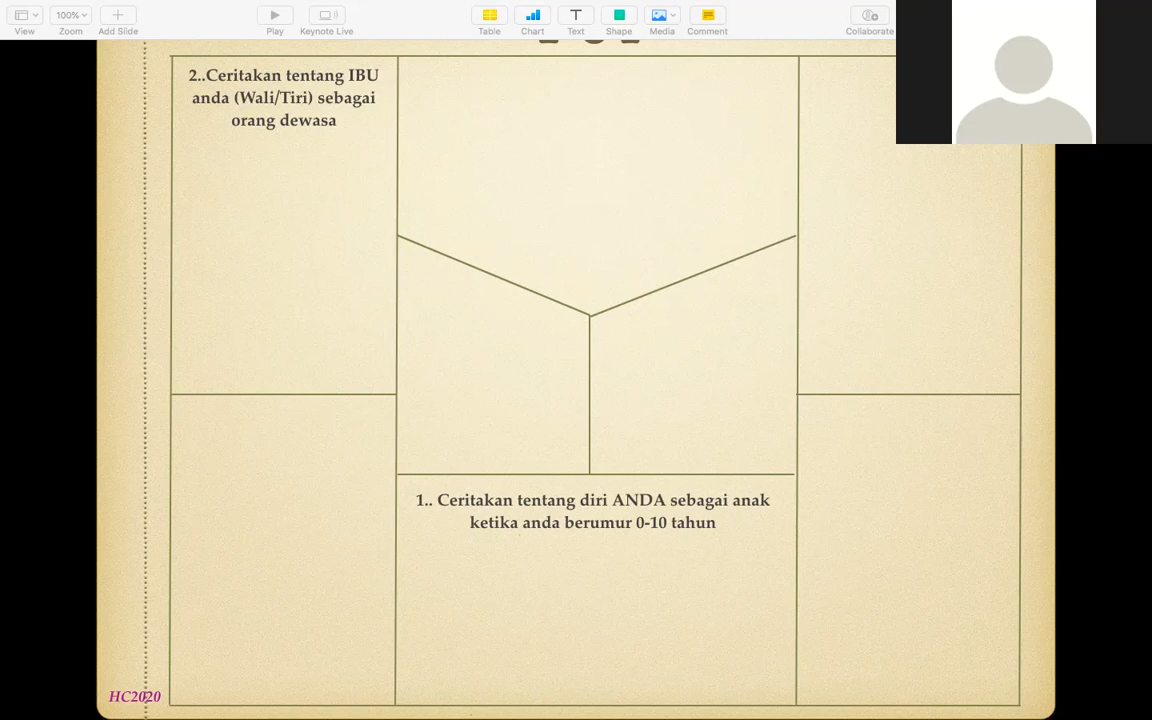 View
100%
Zoom
Add Slide
Play
Keynote Live
Table
Chart
Text
Shape
Media
Comment
Collaborate
2..Ceritakan tentang IBU
anda (Wali/Tiri) sebagai
orang dewasa
1.. Ceritakan tentang diri ANDA sebagai anak
ketika anda berumur 0-10 tahun
HC2020